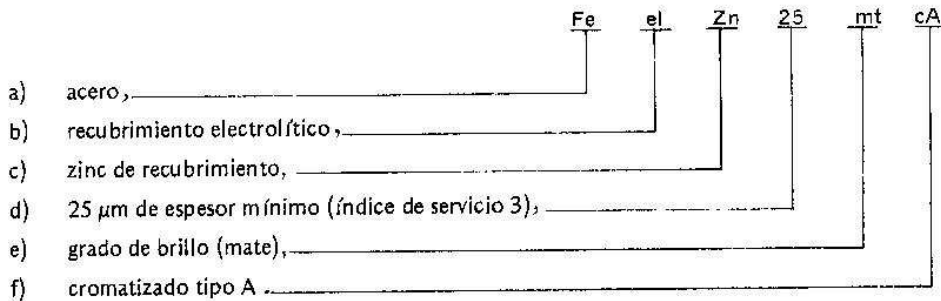 Fe el Zn 25 mt cA
a) acero,
b) recubrimiento electrolítico,
c) zinc de recubrimiento,
d) 25 μm de espesor mínimo (índice de servicio 3),
e) grado de brillo (mate),
f) cromatizado tipo A .